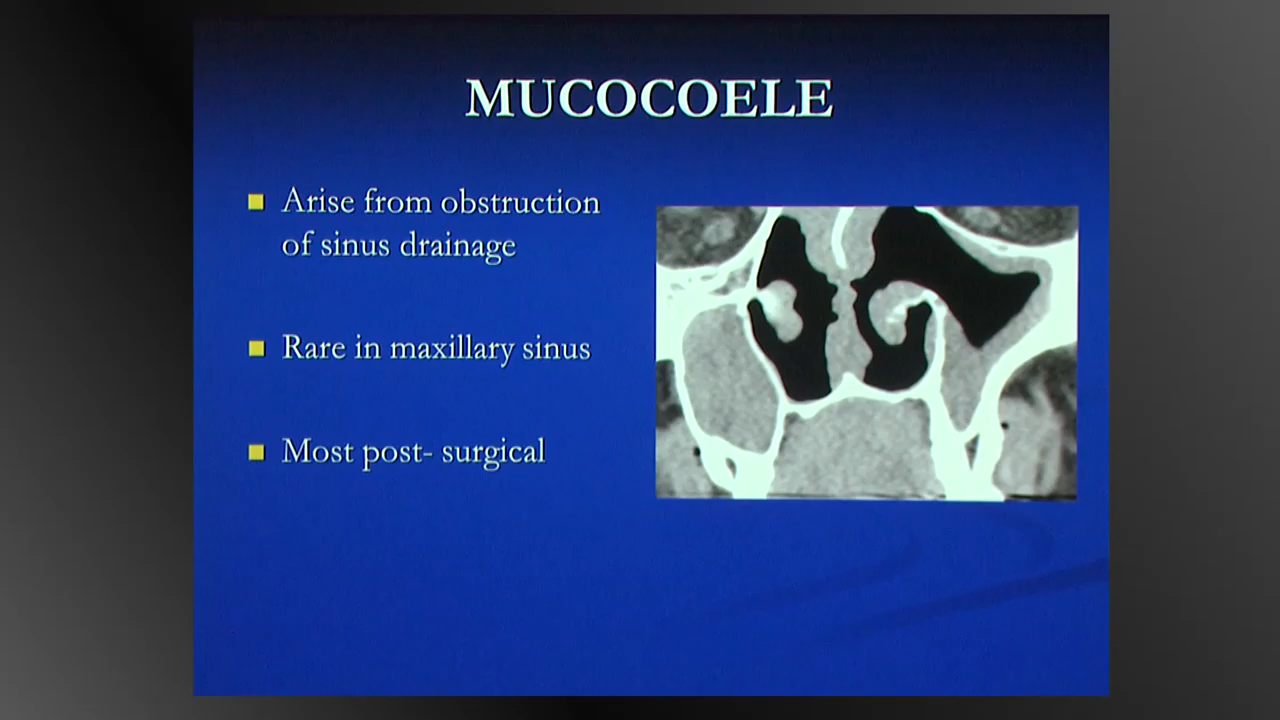 MUCOCOELE
Arise from obstruction
of sinus drainage
Rare in maxillary sinus
Most post- surgical